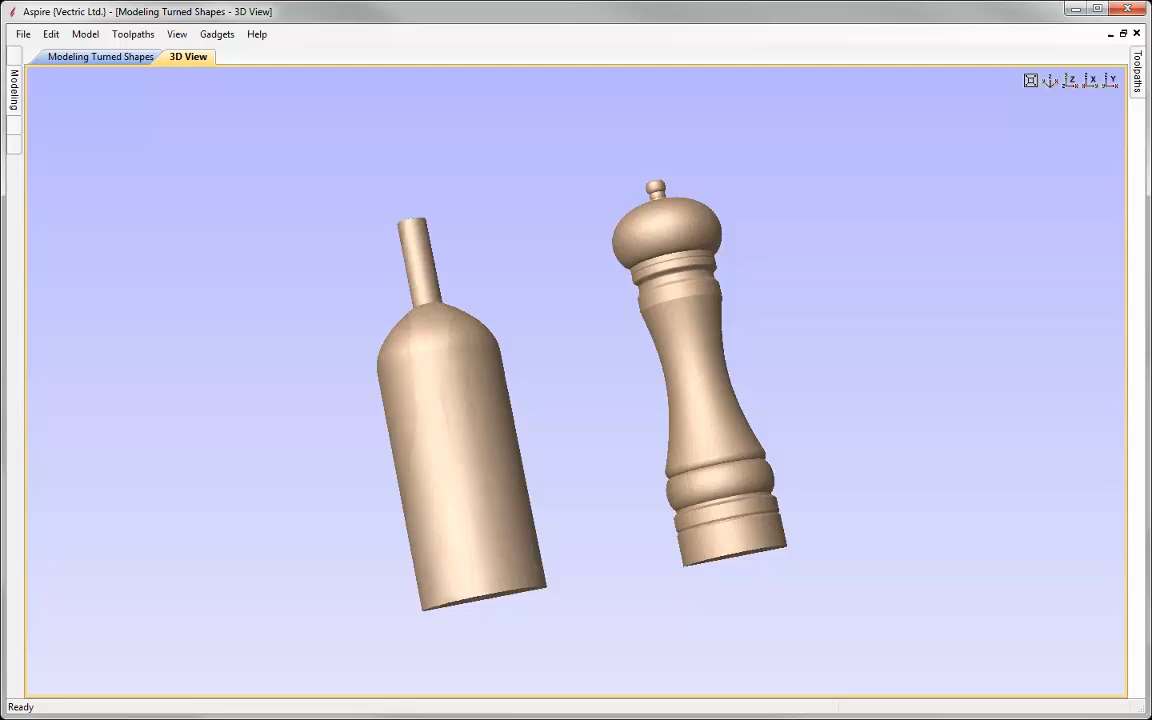 Aspire {Vectric Ltd.} - [Modeling Turned Shapes - 3D View]
File Edit Model Toolpaths View Gadgets Help
Modeling Turned Shapes 3D View
Modeling
Toolpaths
Z X Y
Ready